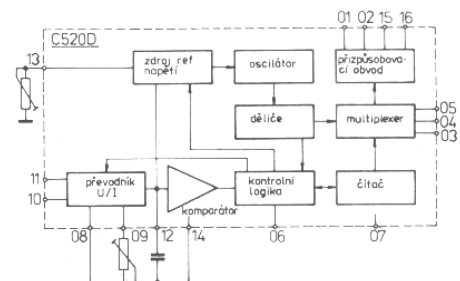 01 02 15 16
C520D
13
zdroj ref
napětí
oscilátor
přizpůsobova-
cí obvod
děliče
multiplexer
05
04
03
11
10
převodník
U/I
komparátor
kontrolní
logika
čítač
08 09 12 14 06 07